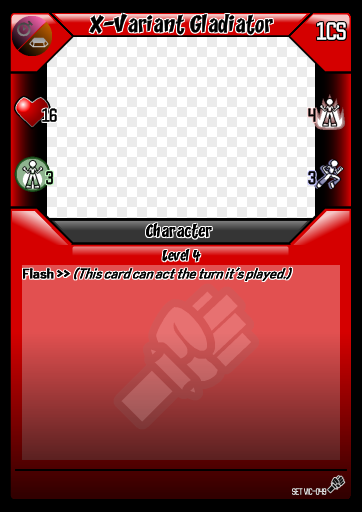 X-Variant Gladiator
1CS
16
4
3
3
Character
Level 4
Flash >> (This card can act the turn it's played.)
SET VIC-049